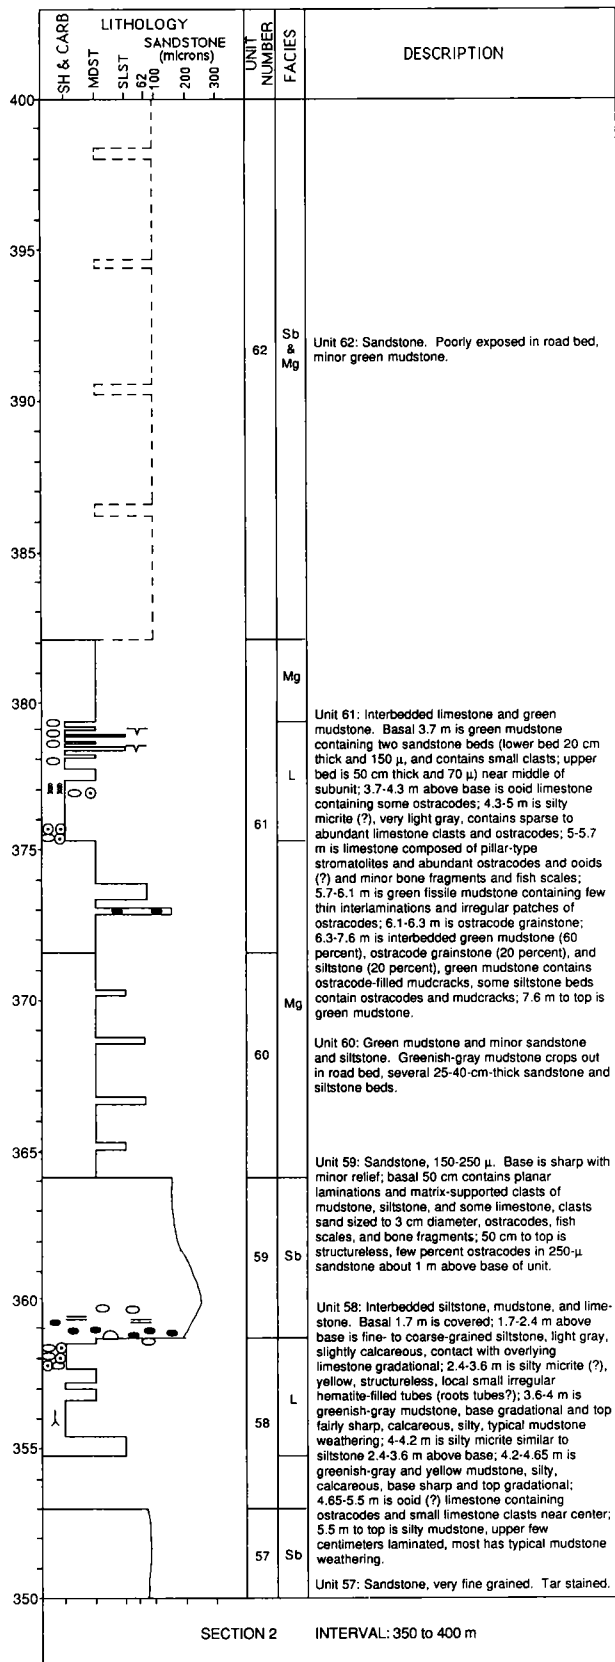 LITHOLOGY
SH & CARB
MDST
SLST
SANDSTONE
(microns)
62
100
200
300
UNIT
NUMBER
FACIES
DESCRIPTION
400
395
390
385
380
375
370
365
360
355
350
62
Sb
&
Mg
Unit 62: Sandstone. Poorly exposed in road bed,
minor green mudstone.
61
Mg
L
Unit 61: Interbedded limestone and green
mudstone. Basal 3.7 m is green mudstone
containing two sandstone beds (lower bed 20 cm
thick and 150 μ, and contains small clasts; upper
bed is 50 cm thick and 70 μ) near middle of
subunit; 3.7-4.3 m above base is ooid limestone
containing some ostracodes; 4.3-5 m is silty
micrite (?), very light gray, contains sparse to
abundant limestone clasts and ostracodes; 5-5.7
m is limestone composed of pillar-type
stromatolites and abundant ostracodes and ooids
(?) and minor bone fragments and fish scales;
5.7-6.1 m is green fissile mudstone containing few
thin interlaminations and irregular patches of
ostracodes; 6.1-6.3 m is ostracode grainstone;
6.3-7.6 m is interbedded green mudstone (60
percent), ostracode grainstone (20 percent), and
siltstone (20 percent), green mudstone contains
ostracode-filled mudcracks, some siltstone beds
contain ostracodes and mudcracks; 7.6 m to top is
green mudstone.
60
Mg
Unit 60: Green mudstone and minor sandstone
and siltstone. Greenish-gray mudstone crops out
in road bed, several 25-40-cm-thick sandstone and
siltstone beds.
59
Sb
Unit 59: Sandstone, 150-250 μ. Base is sharp with
minor relief; basal 50 cm contains planar
laminations and matrix-supported clasts of
mudstone, siltstone, and some limestone, clasts
sand sized to 3 cm diameter, ostracodes, fish
scales, and bone fragments; 50 cm to top is
structureless, few percent ostracodes in 250-μ
sandstone about 1 m above base of unit.
58
L
Unit 58: Interbedded siltstone, mudstone, and lime-
stone. Basal 1.7 m is covered; 1.7-2.4 m above
base is fine- to coarse-grained siltstone, light gray,
slightly calcareous, contact with overlying
limestone gradational; 2.4-3.6 m is silty micrite (?),
yellow, structureless, local small irregular
hematite-filled tubes (roots tubes?); 3.6-4 m is
greenish-gray mudstone, base gradational and top
fairly sharp, calcareous, silty, typical mudstone
weathering; 4-4.2 m is silty micrite similar to
siltstone 2.4-3.6 m above base; 4.2-4.65 m is
greenish-gray and yellow mudstone, silty,
calcareous, base sharp and top gradational;
4.65-5.5 m is ooid (?) limestone containing
ostracodes and small limestone clasts near center;
5.5 m to top is silty mudstone, upper few
centimeters laminated, most has typical mudstone
weathering.
57
Sb
Unit 57: Sandstone, very fine grained. Tar stained.
SECTION 2 INTERVAL: 350 to 400 m